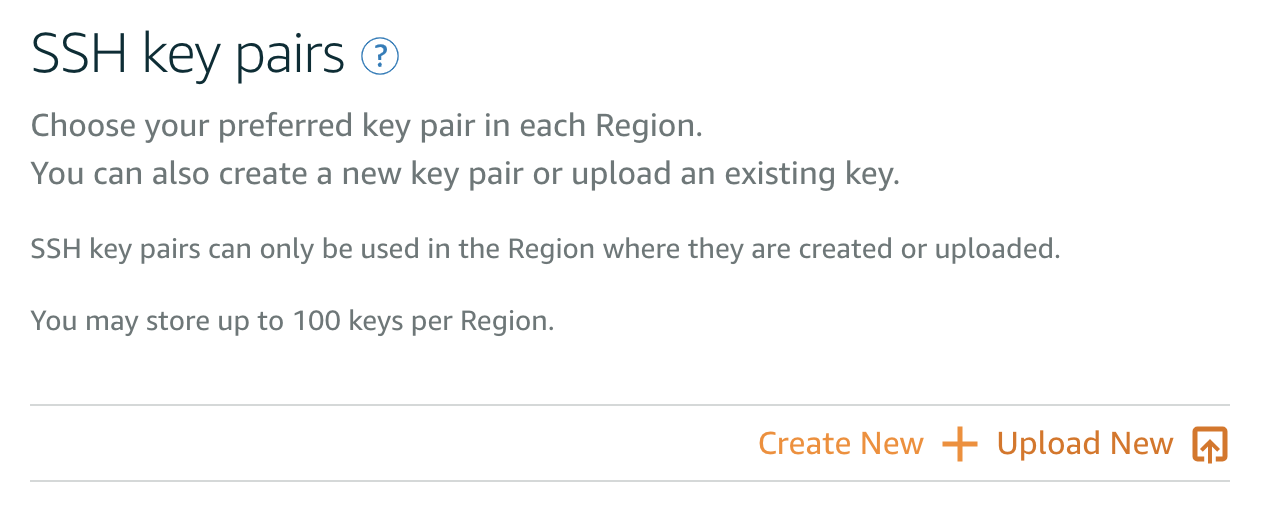 SSH key pairs ?
Choose your preferred key pair in each Region.
You can also create a new key pair or upload an existing key.
SSH key pairs can only be used in the Region where they are created or uploaded.
You may store up to 100 keys per Region.
Create New + Upload New